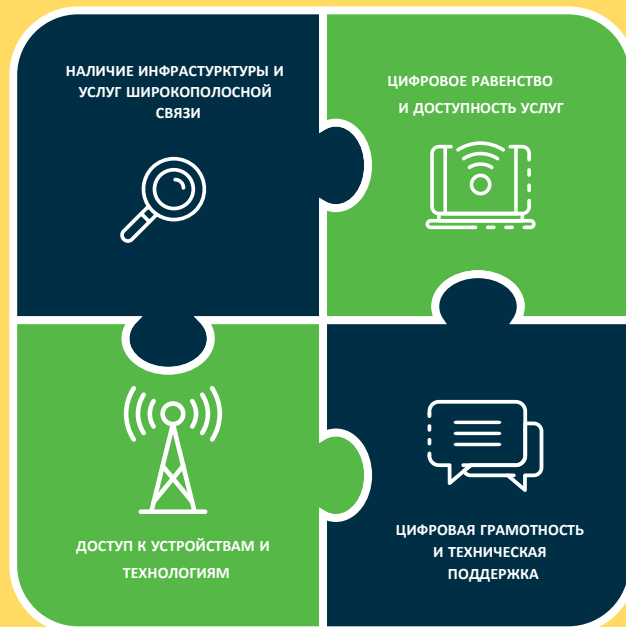 НАЛИЧИЕ ИНФРАСТУРКТУРЫ И
УСЛУГ ШИРОКОПОЛОСНОЙ
СВЯЗИ
ЦИФРОВОЕ РАВЕНСТВО
И ДОСТУПНОСТЬ УСЛУГ
ДОСТУП К УСТРОЙСТВАМ И
ТЕХНОЛОГИЯМ
ЦИФРОВАЯ ГРАМОТНОСТЬ
И ТЕХНИЧЕСКАЯ
ПОДДЕРЖКА